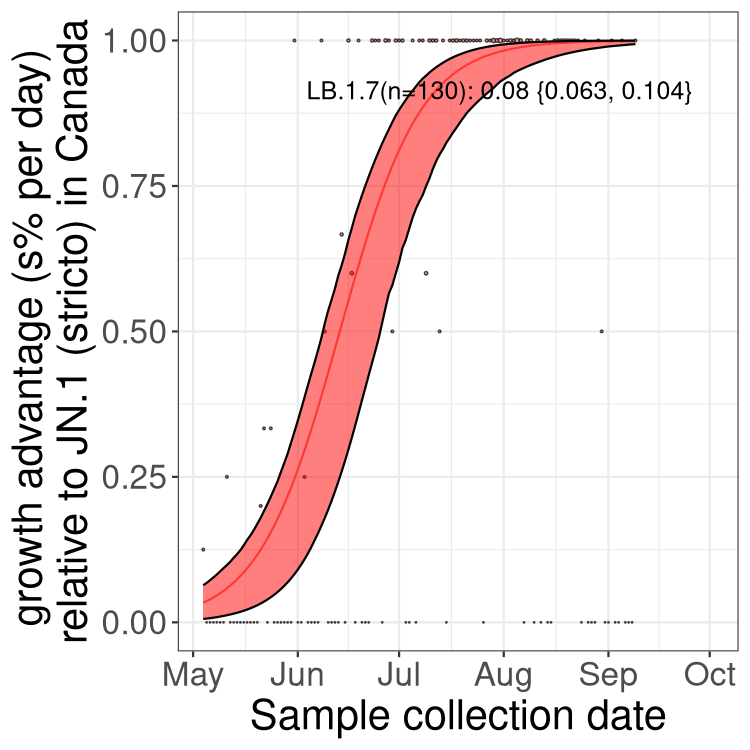 growth advantage (s% per day)
relative to JN.1 (stricto) in Canada
1.00
0.75
0.50
0.25
0.00
LB.1.7(n=130): 0.08 {0.063, 0.104}
May Jun Jul Aug Sep Oct
Sample collection date